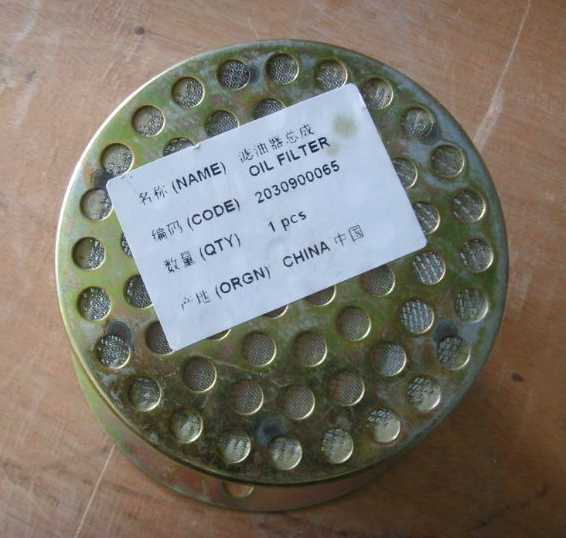 名称 (NAME) 滤油器总成
OIL FILTER
编码 (CODE) 2030900065
数量 (QTY) 1 pcs
产地 (ORGN) CHINA 中国